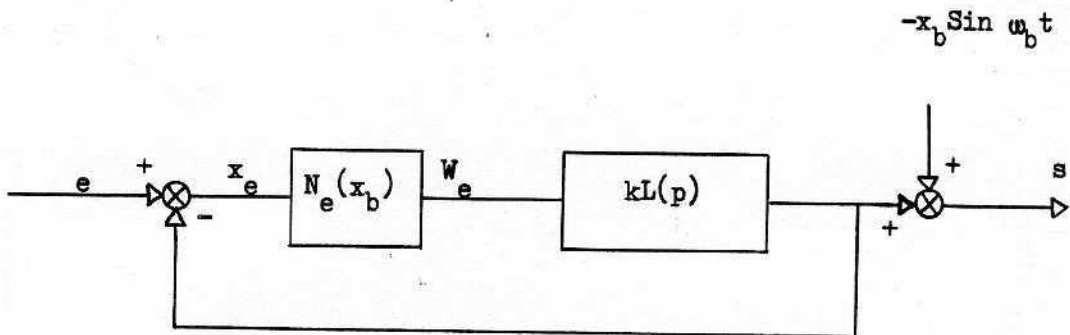 -x_b Sin ω_b t
+
e
-
x_e
N_e(x_b)
W_e
kL(p)
+
+
s